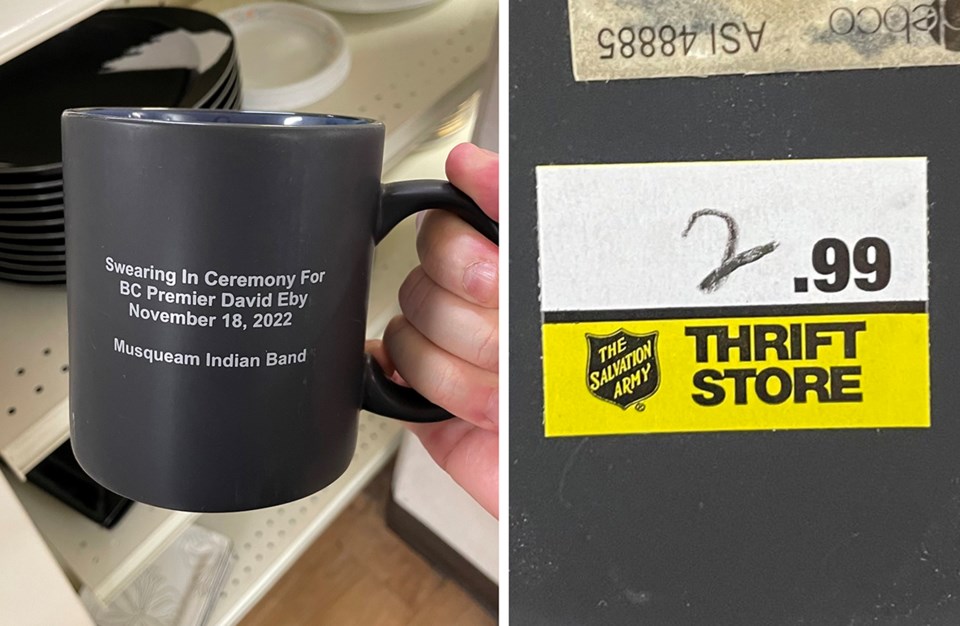 Swearing In Ceremony For
BC Premier David Eby
November 18, 2022
Musqueam Indian Band
ASI 48885 debco
2 .99
THE
SALVATION
ARMY
THRIFT
STORE